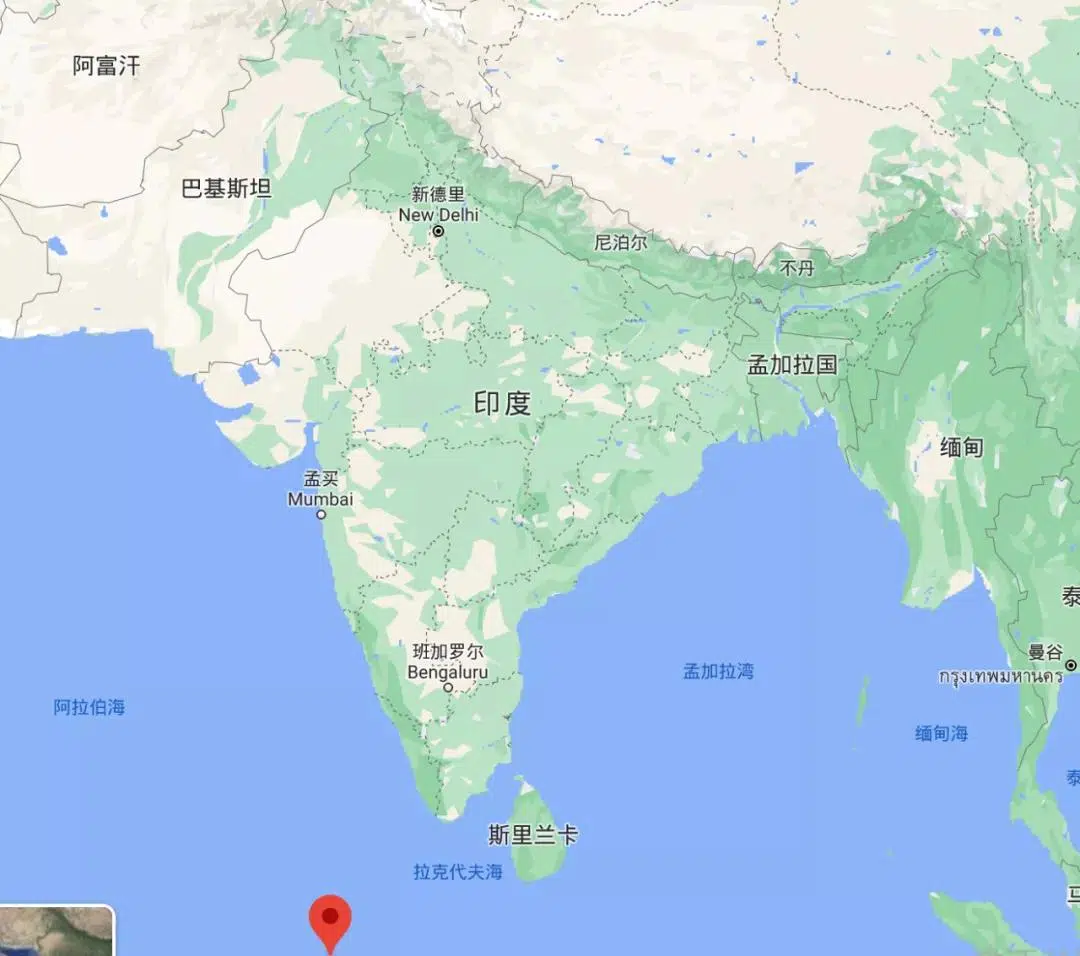 阿富汗
巴基斯坦
新德里
New Delhi
尼泊尔
不丹
孟加拉国
印度
缅甸
孟买
Mumbai
泰
班加罗尔
Bengaluru
曼谷
กรุงเทพมหานคร
孟加拉湾
阿拉伯海
缅甸海
泰
斯里兰卡
拉克代夫海